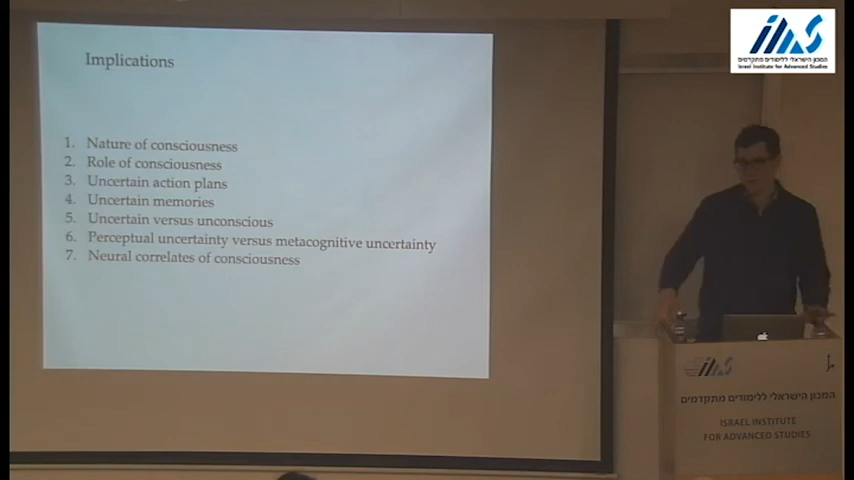 Implications
1. Nature of consciousness
2. Role of consciousness
3. Uncertain action plans
4. Uncertain memories
5. Uncertain versus unconscious
6. Perceptual uncertainty versus metacognitive uncertainty
7. Neural correlates of consciousness
המכון הישראלי ללימודים מתקדמים
Israel Institute for Advanced Studies
המכון הישראלי ללימודים מתקדמים
ISRAEL INSTITUTE
FOR ADVANCED STUDIES